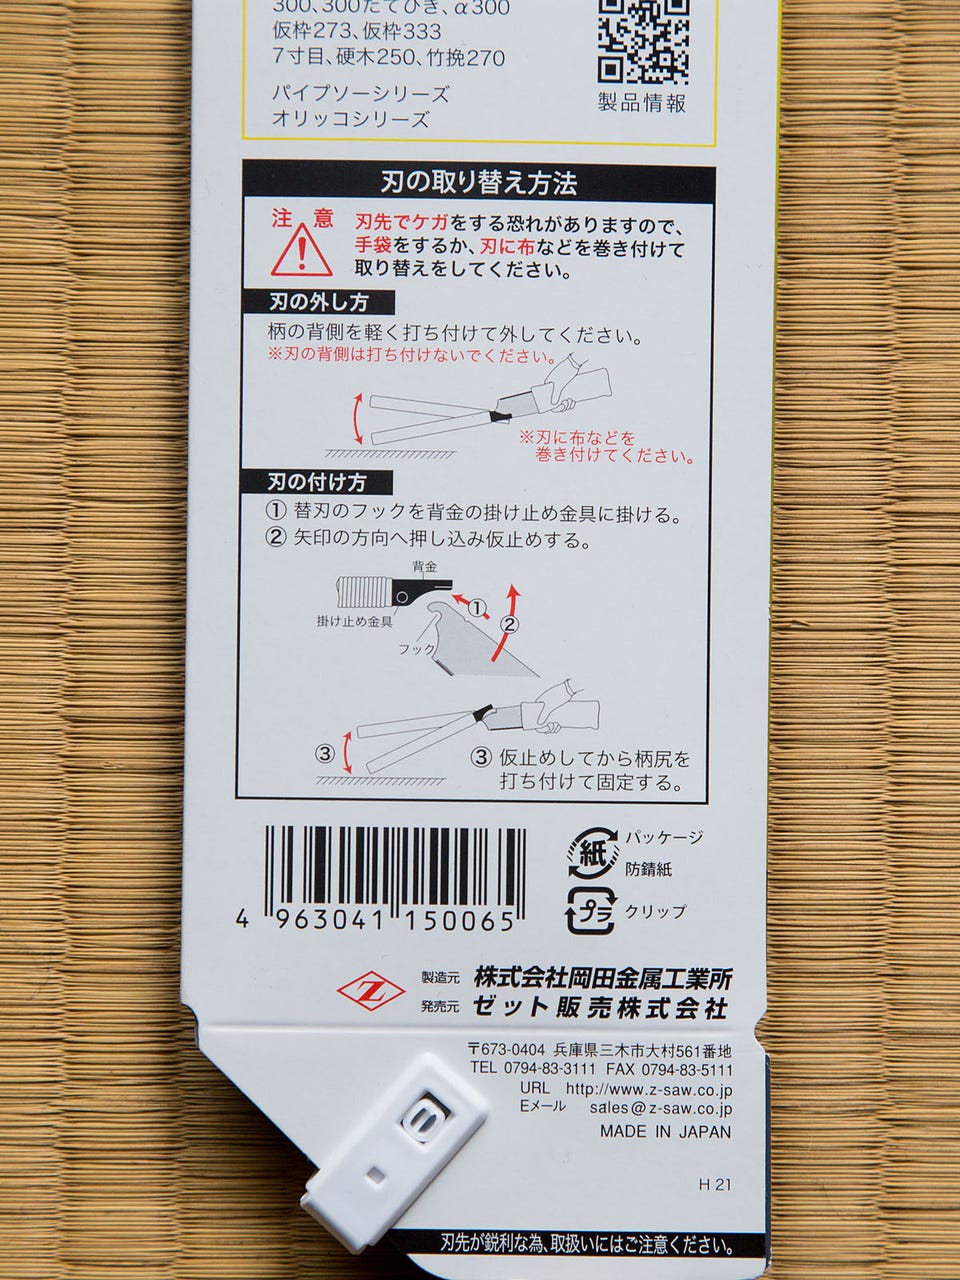 300、300たてびき、α300
仮枠273、仮枠333
7寸目、硬木250、竹挽270
パイプソーシリーズ
オリッコシリーズ
製品情報
刃の取り替え方法
注 意
刃先でケガをする恐れがありますので、
手袋をするか、刃に布などを巻き付けて
取り替えをしてください。
刃の外し方
柄の背側を軽く打ち付けて外してください。
※刃の背側は打ち付けないでください。
※刃に布などを
巻き付けてください。
刃の付け方
① 替刃のフックを背金の掛け止め金具に掛ける。
② 矢印の方向へ押し込み仮止めする。
背金
①
②
掛け止め金具
フック
③
③ 仮止めしてから柄尻を
打ち付けて固定する。
4 963041 150065
紙
パッケージ
防錆紙
プラ
クリップ
Z
製造元 株式会社岡田金属工業所
発売元 ゼット販売株式会社
〒673-0404 兵庫県三木市大村561番地
TEL 0794-83-3111 FAX 0794-83-5111
URL http://www.z-saw.co.jp
Eメール sales@z-saw.co.jp
MADE IN JAPAN
H 21
刃先が鋭利な為、取扱いにはご注意ください。